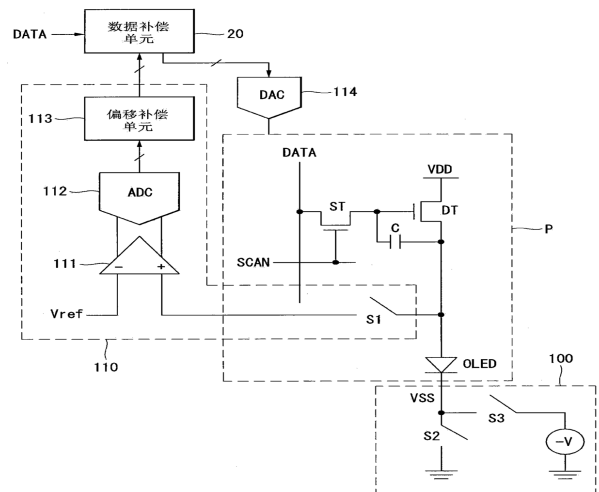 DATA
数据补偿
单元
20
DAC
114
113
偏移补偿
单元
DATA
VDD
112
ADC
ST
DT
C
P
111
−
+
SCAN
Vref
S1
110
OLED
100
VSS
S3
S2
−V